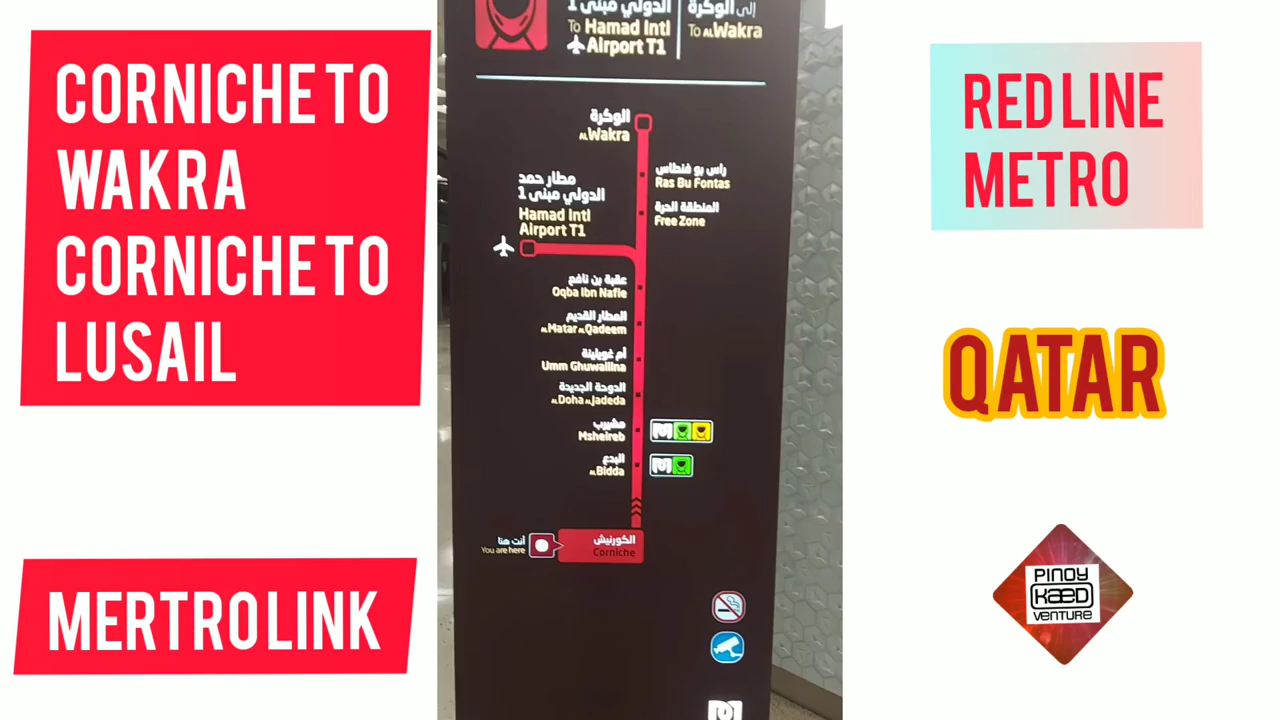 CORNICHE TO
WAKRA
CORNICHE TO
LUSAIL
MERTRO LINK
الدولي مبنى 1
To Hamad Intl
Airport T1
إلى الوكرة
To AL Wakra
الوكرة
AL Wakra
رأس بو فنطاس
Ras Bu Fontas
المنطقة الحرة
Free Zone
مطار حمد
الدولي مبنى 1
Hamad Intl
Airport T1
عقبة بن نافع
Oqba Ibn Nafie
المطار القديم
AL Matar AL Qadeem
أم غويلينة
Umm Ghuwailina
الدوحة الجديدة
AL Doha AL Jadeda
مشيرب
Msheireb
البدع
AL Bidda
أنت هنا
You are here
الكورنيش
Corniche
RED LINE
METRO
QATAR
PINOY
KAED
VENTURE